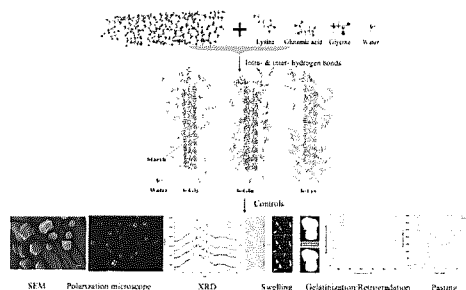 Lysine Glutamic acid Glycine Water
Intra- & inter- hydrogen bonds
Starch
Water
Controls
SEM Polarization microscope XRD Swelling Gelatinization Retrogradation Pasting